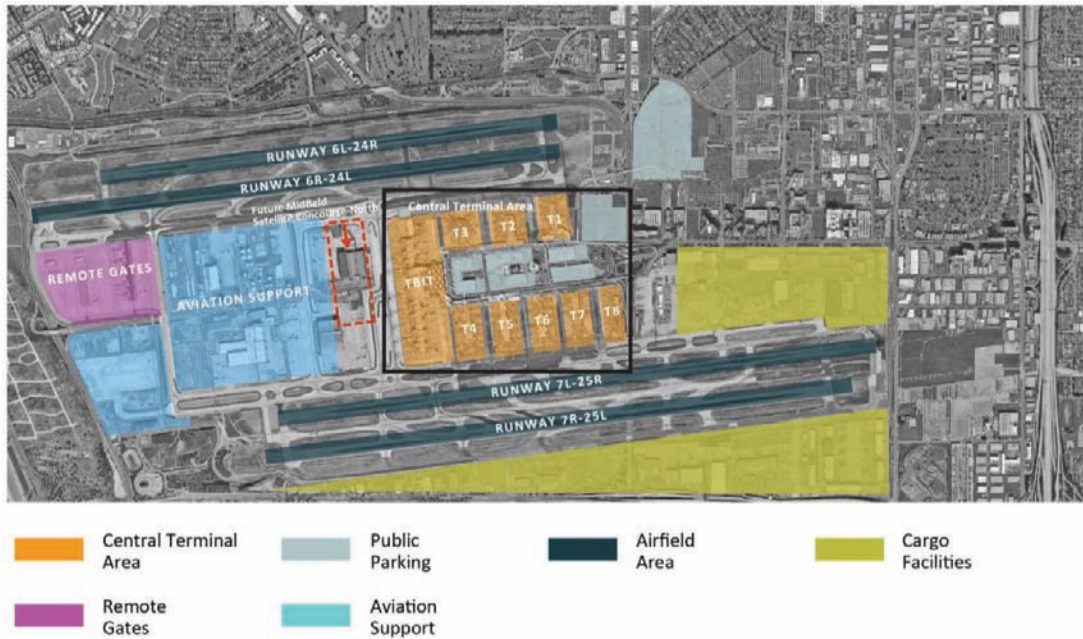 RUNWAY 6L-24R
RUNWAY 6R-24L
Future Midfield
Satellite Concourse-North
Central Terminal Area
T3
T2
T1
REMOTE GATES
AVIATION SUPPORT
TBIT
T4
T5
T6
T7
T8
RUNWAY 7L-25R
RUNWAY 7R-25L
Central Terminal
Area
Public
Parking
Airfield
Area
Cargo
Facilities
Remote
Gates
Aviation
Support